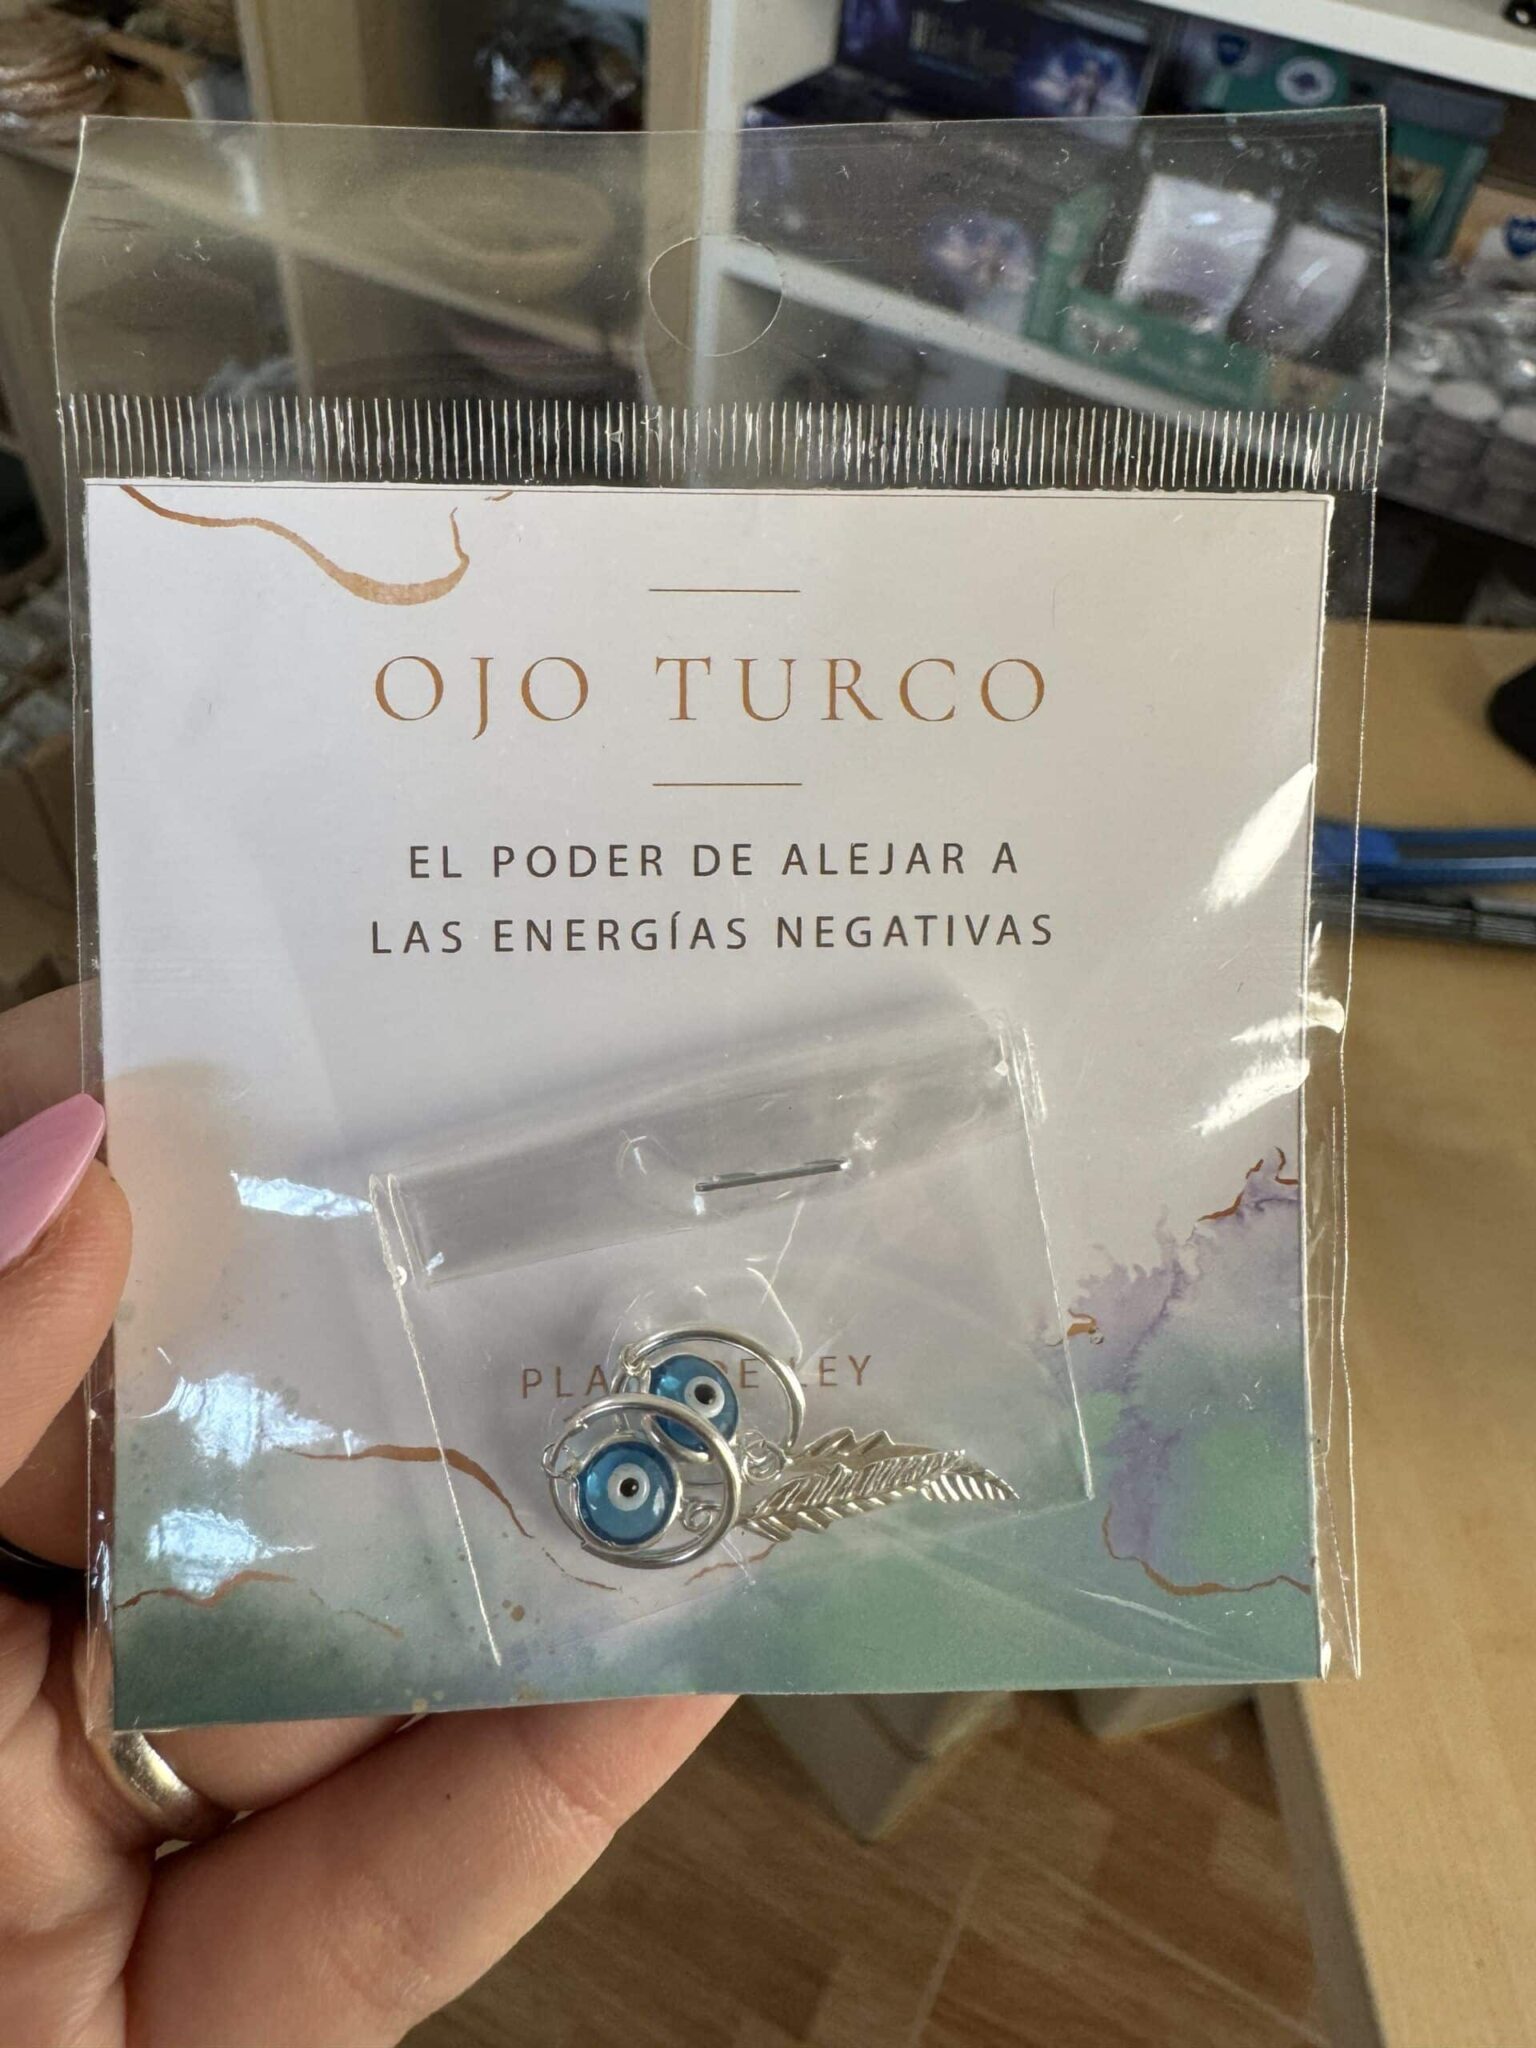 OJO TURCO
EL PODER DE ALEJAR A
LAS ENERGÍAS NEGATIVAS